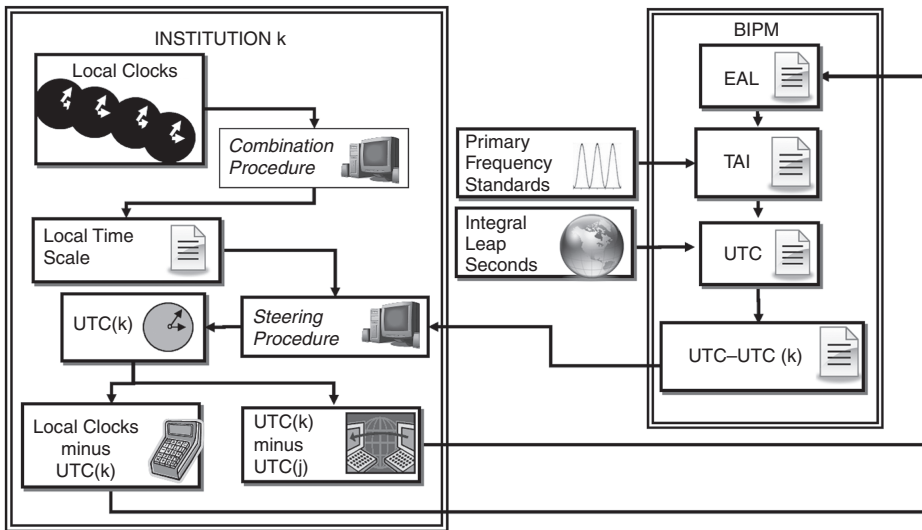 INSTITUTION k
Local Clocks
Combination
Procedure
Local Time
Scale
UTC(k)
Steering
Procedure
Local Clocks
minus
UTC(k)
UTC(k)
minus
UTC(j)
Primary
Frequency
Standards
Integral
Leap
Seconds
BIPM
EAL
TAI
UTC
UTC–UTC (k)